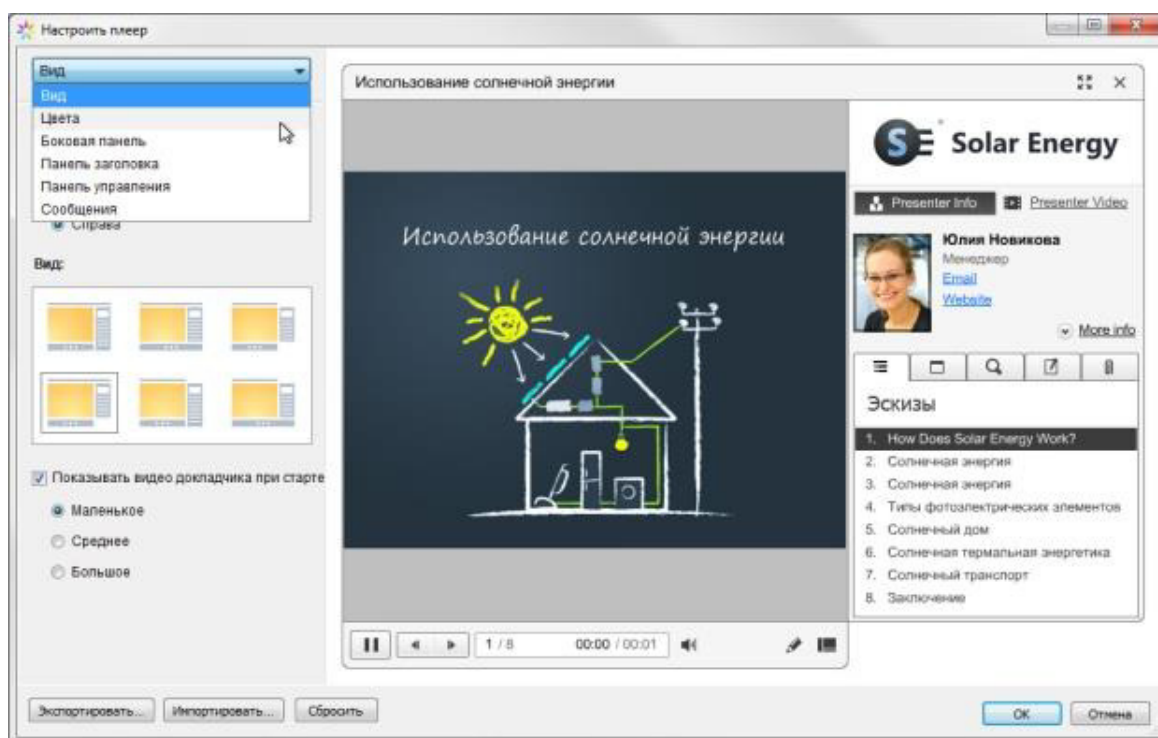 Настроить плеер
Вид
Вид
Цвета
Боковая панель
Панель заголовка
Панель управления
Сообщения
Справа
Вид:
Показывать видео докладчика при старте
Маленькое
Среднее
Большое
Использование солнечной энергии
Использование солнечной энергии
1 / 8 00:00 / 00:01
SE Solar Energy
Presenter Info Presenter Video
Юлия Новикова
Менеджер
Email
Website
More info
Эскизы
1. How Does Solar Energy Work?
2. Солнечная энергия
3. Солнечная энергия
4. Типы фотоэлектрических элементов
5. Солнечный дом
6. Солнечная термальная энергетика
7. Солнечный транспорт
8. Заключение
Экспортировать... Импортировать... Сбросить OK Отмена